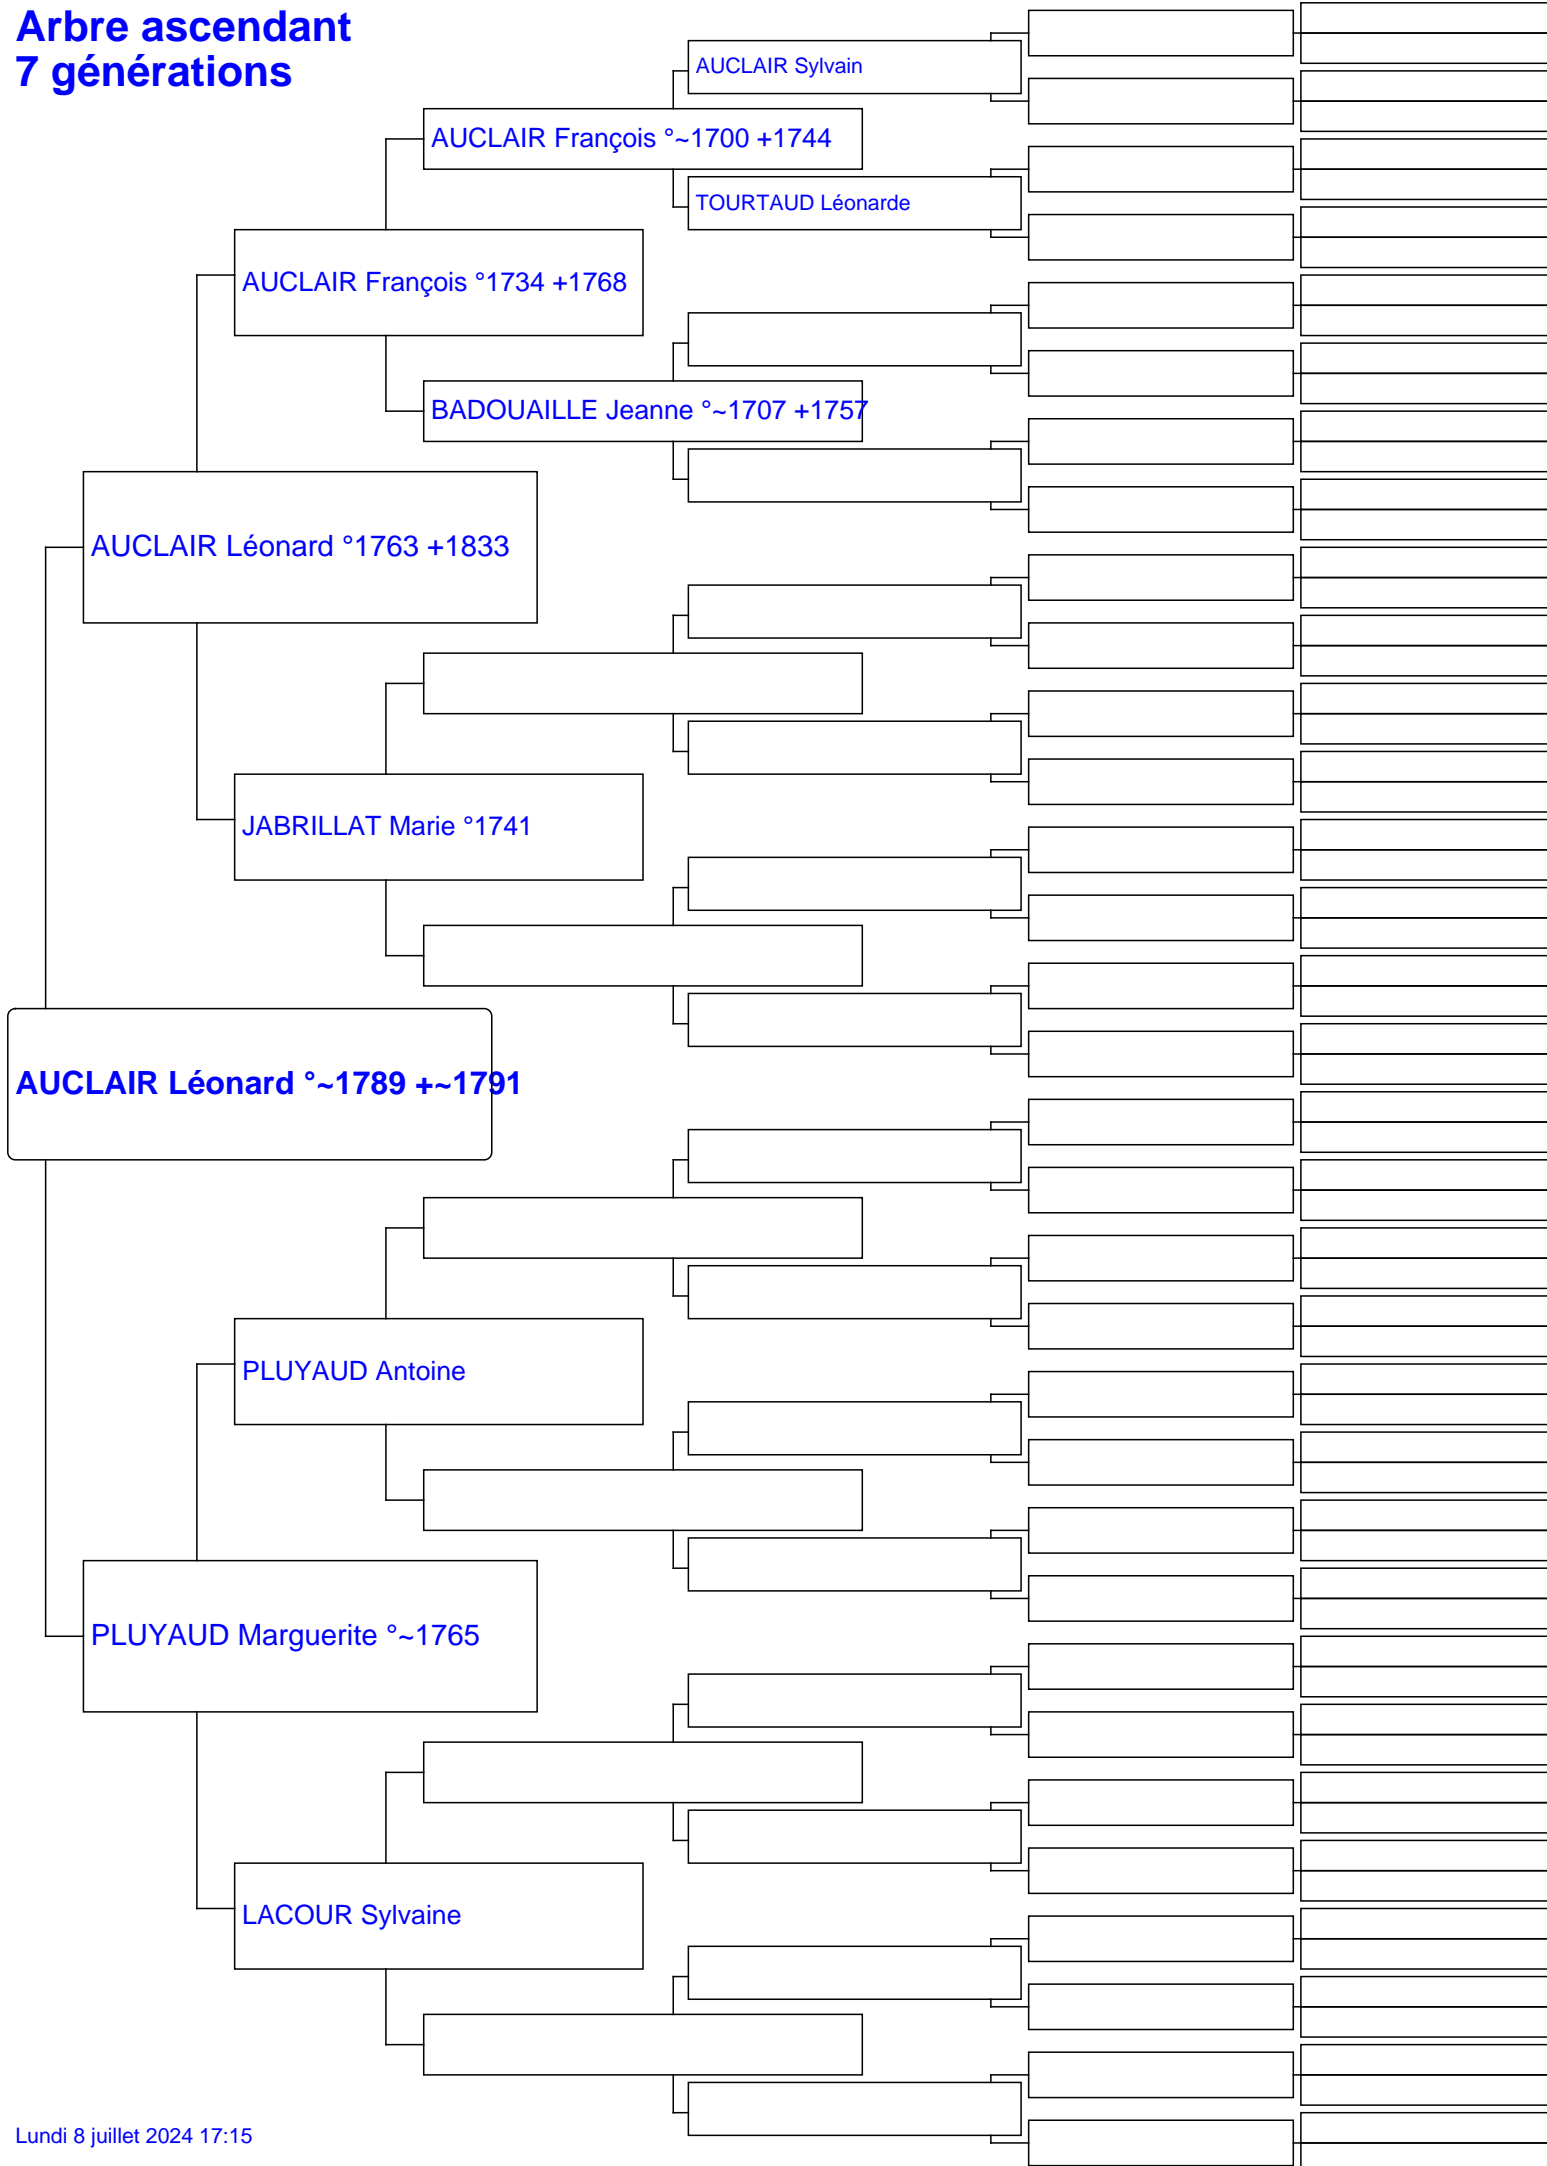 Arbre ascendant
7 générations
AUCLAIR Sylvain
AUCLAIR François °~1700 +1744
TOURTAUD Léonarde
AUCLAIR François °1734 +1768
BADOUAILLE Jeanne °~1707 +1757
AUCLAIR Léonard °1763 +1833
JABRILLAT Marie °1741
AUCLAIR Léonard °~1789 +~1791
PLUYAUD Antoine
PLUYAUD Marguerite °~1765
LACOUR Sylvaine
Lundi 8 juillet 2024 17:15